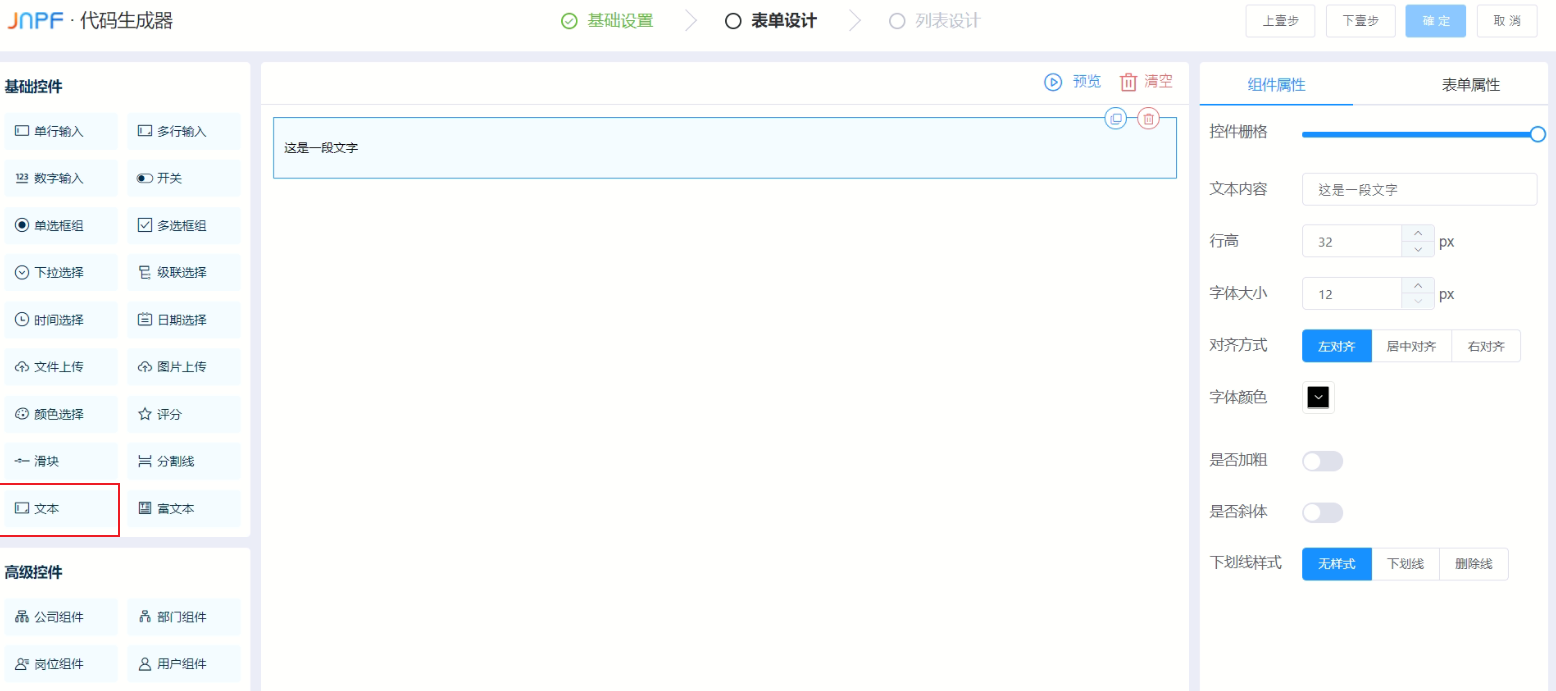 JNPF · 代码生成器
基础设置
表单设计
列表设计
上壹步
下壹步
確 定
取 消
基础控件
单行输入
多行输入
123 数字输入
开关
单选框组
多选框组
下拉选择
级联选择
时间选择
日期选择
文件上传
图片上传
颜色选择
评分
滑块
分割线
文本
富文本
高级控件
公司组件
部门组件
岗位组件
用户组件
预览
清空
这是一段文字
组件属性
表单属性
控件栅格
文本内容
这是一段文字
行高
32
px
字体大小
12
px
对齐方式
左对齐
居中对齐
右对齐
字体颜色
是否加粗
是否斜体
下划线样式
无样式
下划线
删除线